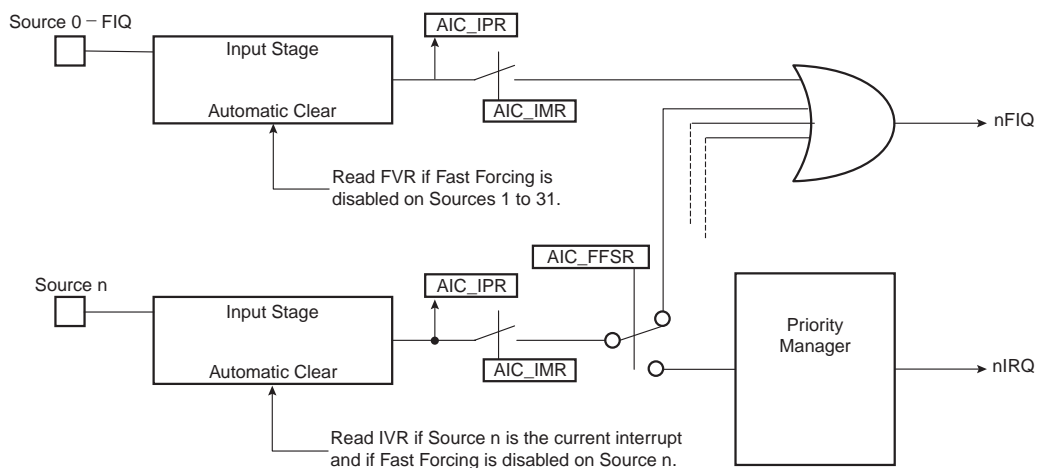 Source 0 – FIQ
AIC_IPR
Input Stage
Automatic Clear
AIC_IMR
nFIQ
Read FVR if Fast Forcing is
disabled on Sources 1 to 31.
AIC_FFSR
Source n
AIC_IPR
Input Stage
Priority
Manager
Automatic Clear
AIC_IMR
nIRQ
Read IVR if Source n is the current interrupt
and if Fast Forcing is disabled on Source n.